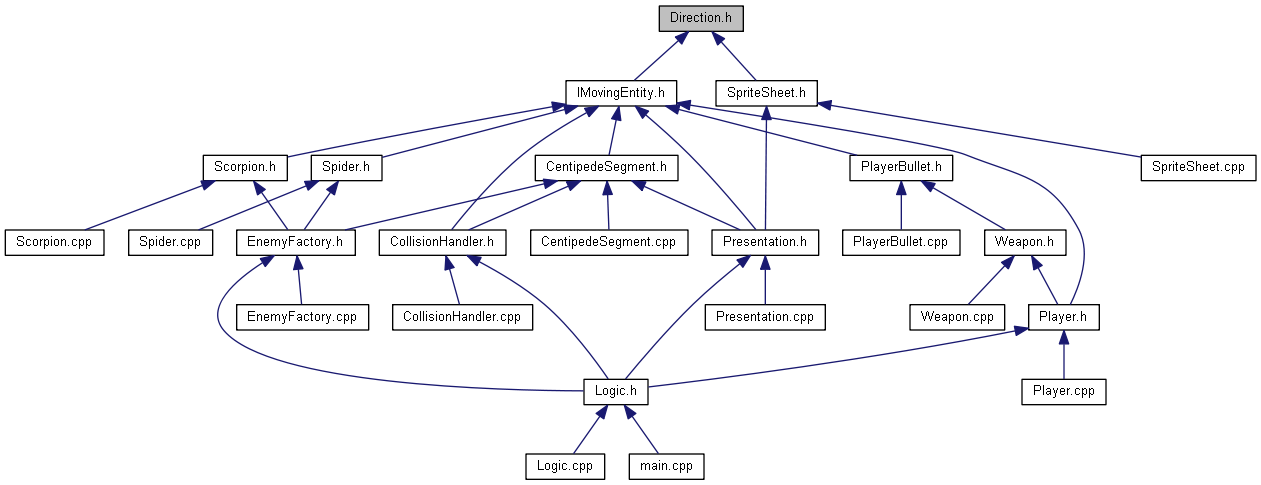 Direction.h
IMovingEntity.h
SpriteSheet.h
Scorpion.h
Spider.h
CentipedeSegment.h
PlayerBullet.h
SpriteSheet.cpp
Scorpion.cpp
Spider.cpp
EnemyFactory.h
CollisionHandler.h
CentipedeSegment.cpp
Presentation.h
PlayerBullet.cpp
Weapon.h
EnemyFactory.cpp
CollisionHandler.cpp
Presentation.cpp
Weapon.cpp
Player.h
Logic.h
Player.cpp
Logic.cpp
main.cpp